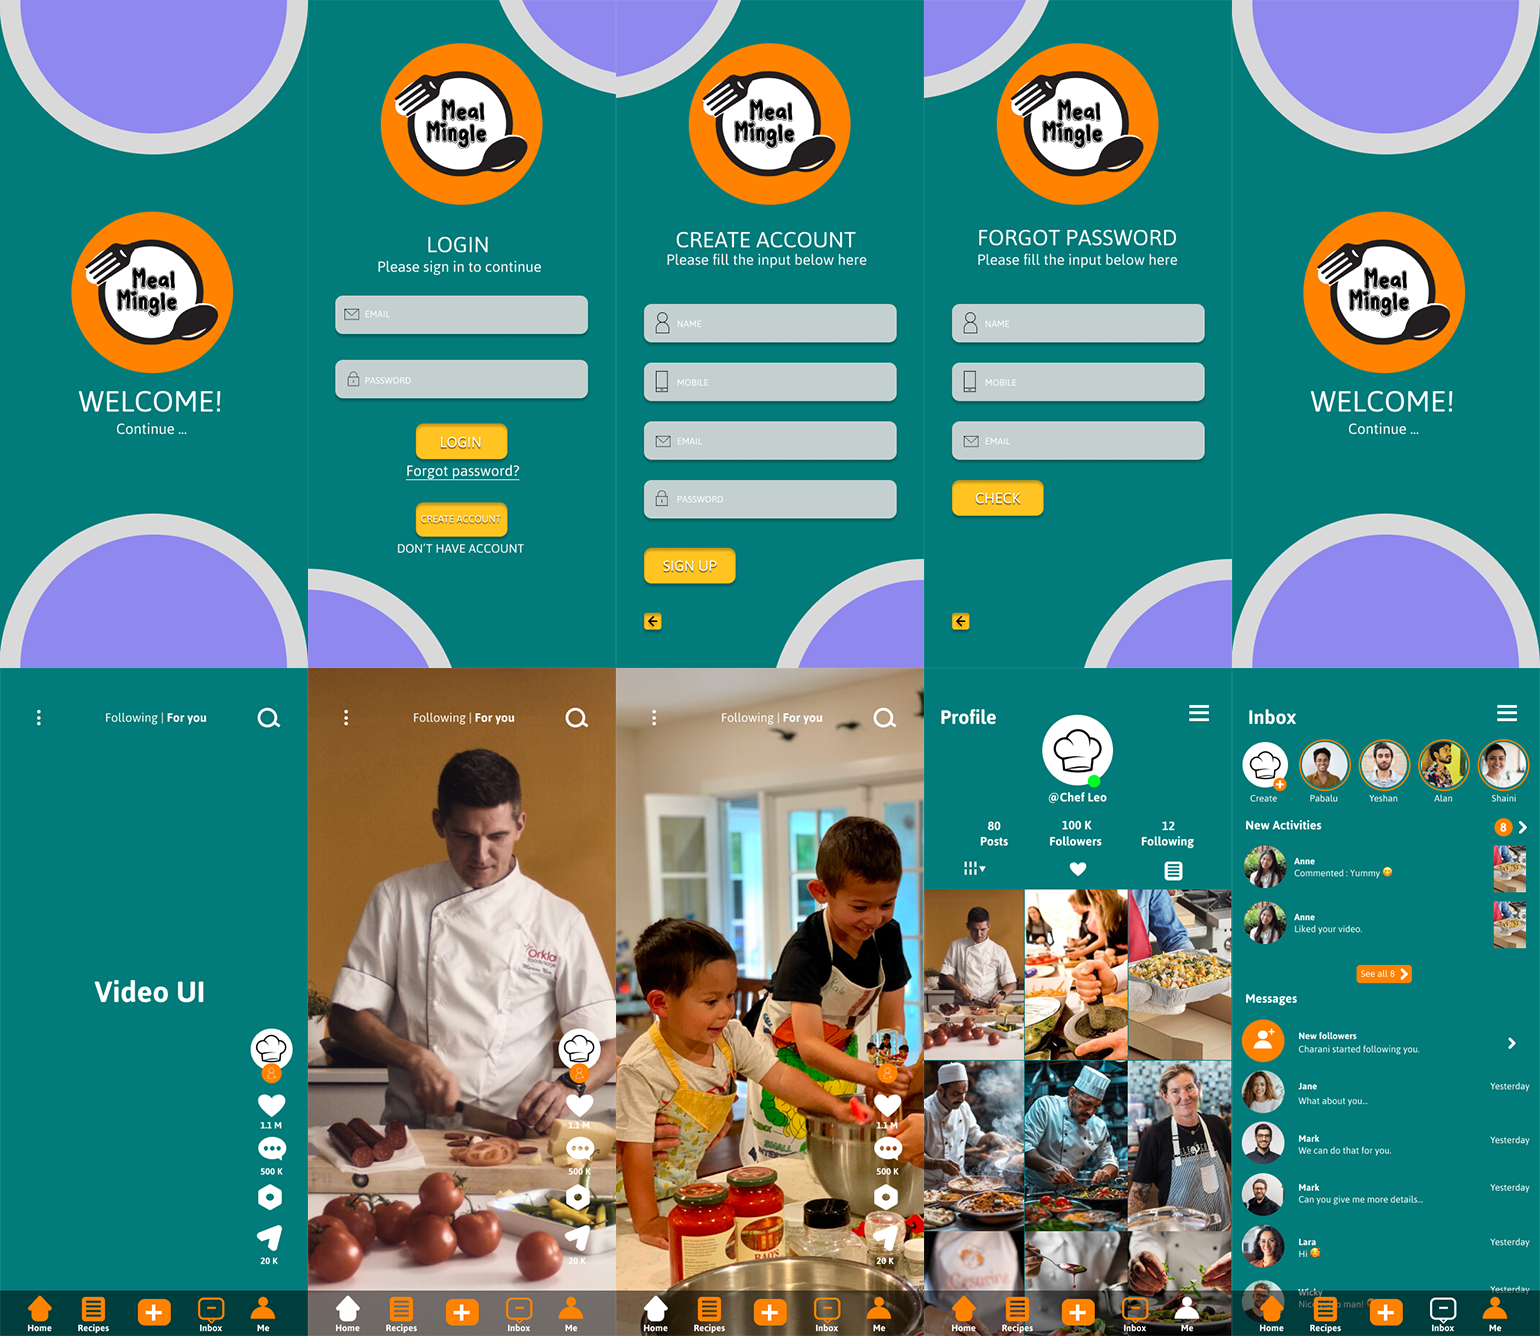 Meal
Mingle
WELCOME!
Continue ...
Meal
Mingle
LOGIN
Please sign in to continue
EMAIL
PASSWORD
LOGIN
Forgot password?
CREATE ACCOUNT
DON'T HAVE ACCOUNT
Meal
Mingle
CREATE ACCOUNT
Please fill the input below here
NAME
MOBILE
EMAIL
PASSWORD
SIGN UP
Meal
Mingle
FORGOT PASSWORD
Please fill the input below here
NAME
MOBILE
EMAIL
CHECK
Meal
Mingle
WELCOME!
Continue ...
Following | For you
Video UI
1.1 M
500 K
20 K
Home
Recipes
Inbox
Me
Following | For you
Orkla
1.1 M
500 K
20 K
Home
Recipes
Inbox
Me
Following | For you
SMALL
RAO'S
1.1 M
500 K
20 K
Home
Recipes
Inbox
Me
Profile
@Chef Leo
80
Posts
100 K
Followers
12
Following
Home
Recipes
Inbox
Me
Inbox
Create
Pabalu
Yeshan
Alan
Shaini
New Activities
8
Anne
Commented : Yummy 😋
Anne
Liked your video.
See all 8
Messages
New followers
Charani started following you.
Jane
What about you...
Yesterday
Mark
We can do that for you.
Yesterday
Mark
Can you give me more details...
Yesterday
Lara
Hi 🥰
Yesterday
Wicky
Yesterday
Home
Recipes
Inbox
Me